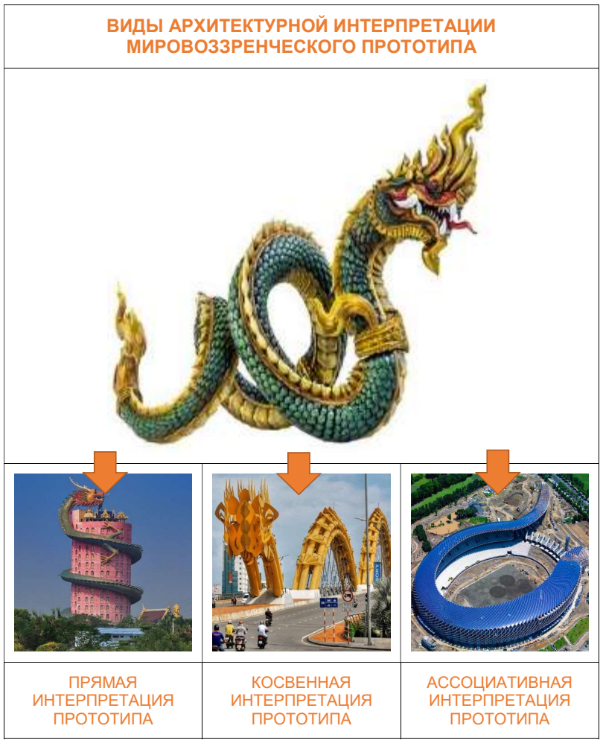 ВИДЫ АРХИТЕКТУРНОЙ ИНТЕРПРЕТАЦИИ
МИРОВОЗЗРЕНЧЕСКОГО ПРОТОТИПА
ПРЯМАЯ
ИНТЕРПРЕТАЦИЯ
ПРОТОТИПА
КОСВЕННАЯ
ИНТЕРПРЕТАЦИЯ
ПРОТОТИПА
АССОЦИАТИВНАЯ
ИНТЕРПРЕТАЦИЯ
ПРОТОТИПА